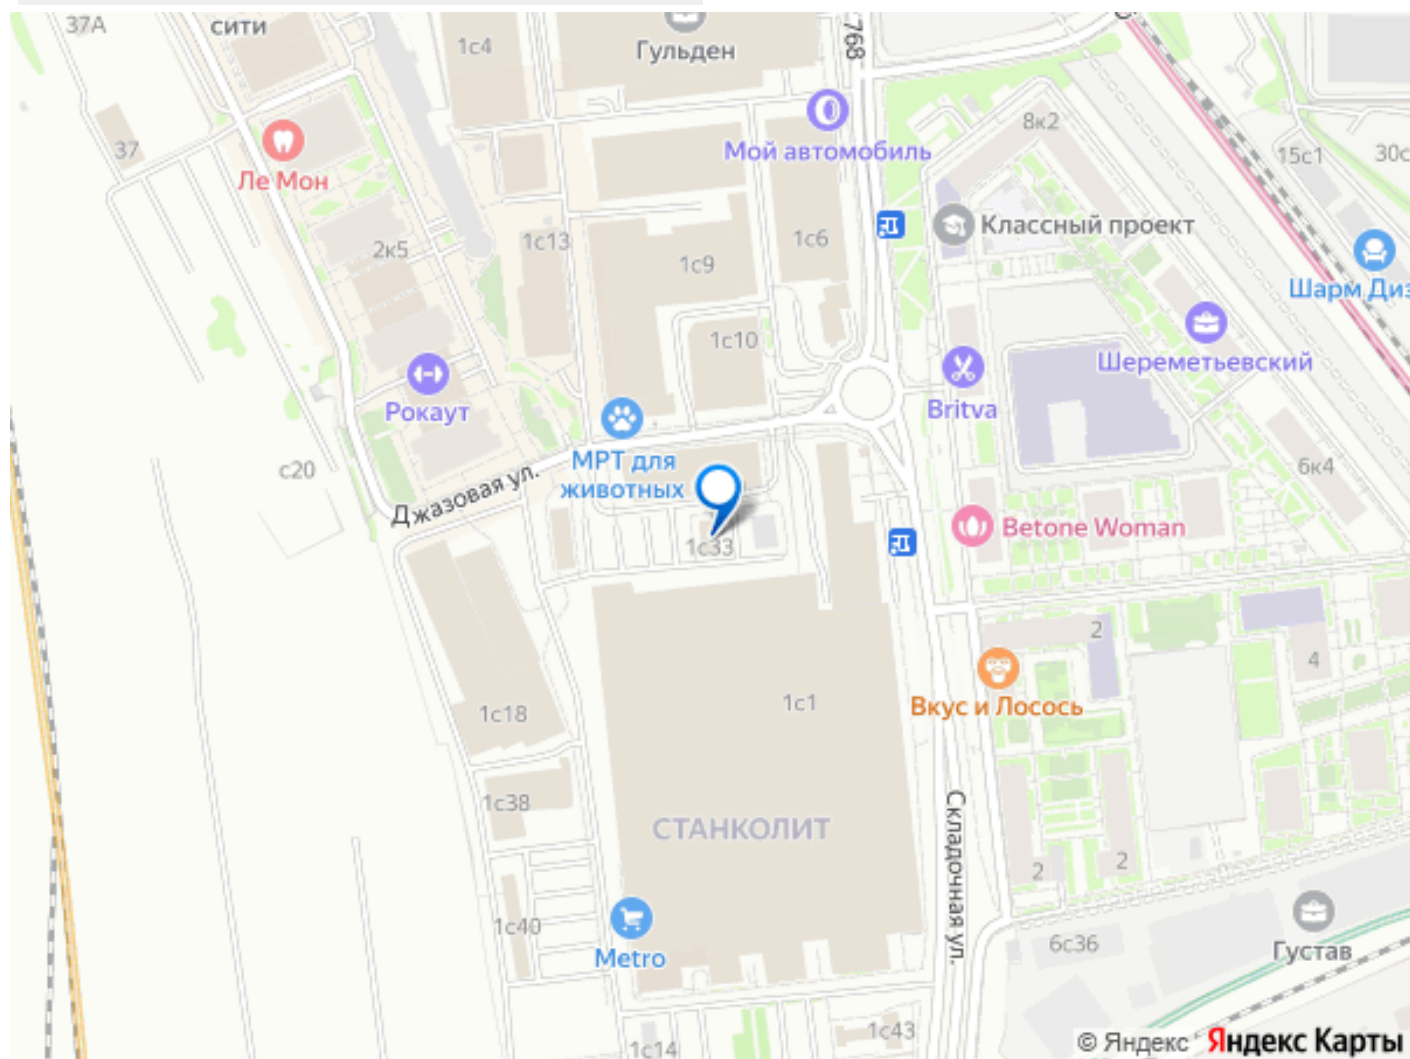 37А
сити
1с4
Гульден
768
8к2
Мой автомобиль
37
Ле Мон
15с1
2к5
1с13
1с9
1с6
Классный проект
Шарм Диз
1с10
Шереметьевский
Рокаут
Britva
МРТ для
животных
с20
Джазовая ул.
6к4
1с33
Betone Woman
2
4
1с1
Вкус и Лосось
1с18
1с38
СТАНКОЛИТ
Складочная ул.
2
2
1с40
Metro
6с36
Густав
1с43
1с14
© Яндекс Яндекс Карты